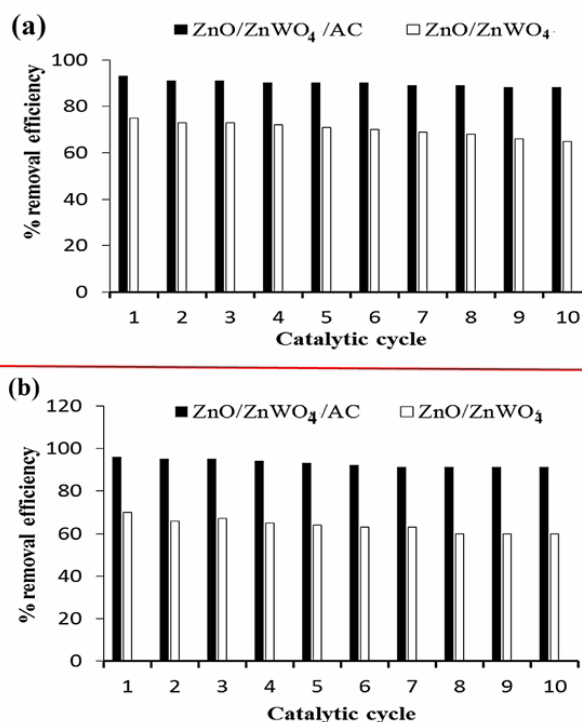 (a)
ZnO/ZnWO4/AC ZnO/ZnWO4
% removal efficiency
100
80
60
40
20
0
1 2 3 4 5 6 7 8 9 10
Catalytic cycle
(b)
ZnO/ZnWO4/AC ZnO/ZnWO4
% removal efficiency
120
100
80
60
40
20
0
1 2 3 4 5 6 7 8 9 10
Catalytic cycle